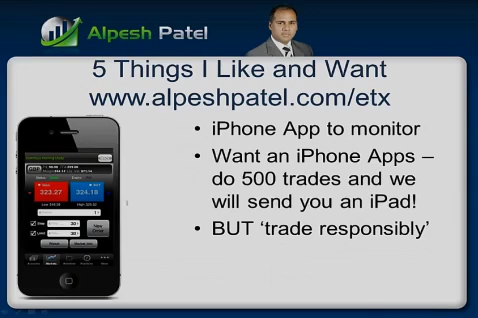 Alpesh Patel
5 Things I Like and Want
www.alpeshpatel.com/etx
• iPhone App to monitor
• Want an iPhone Apps –
do 500 trades and we
will send you an iPad!
• BUT ‘trade responsibly’
323.27
324.18